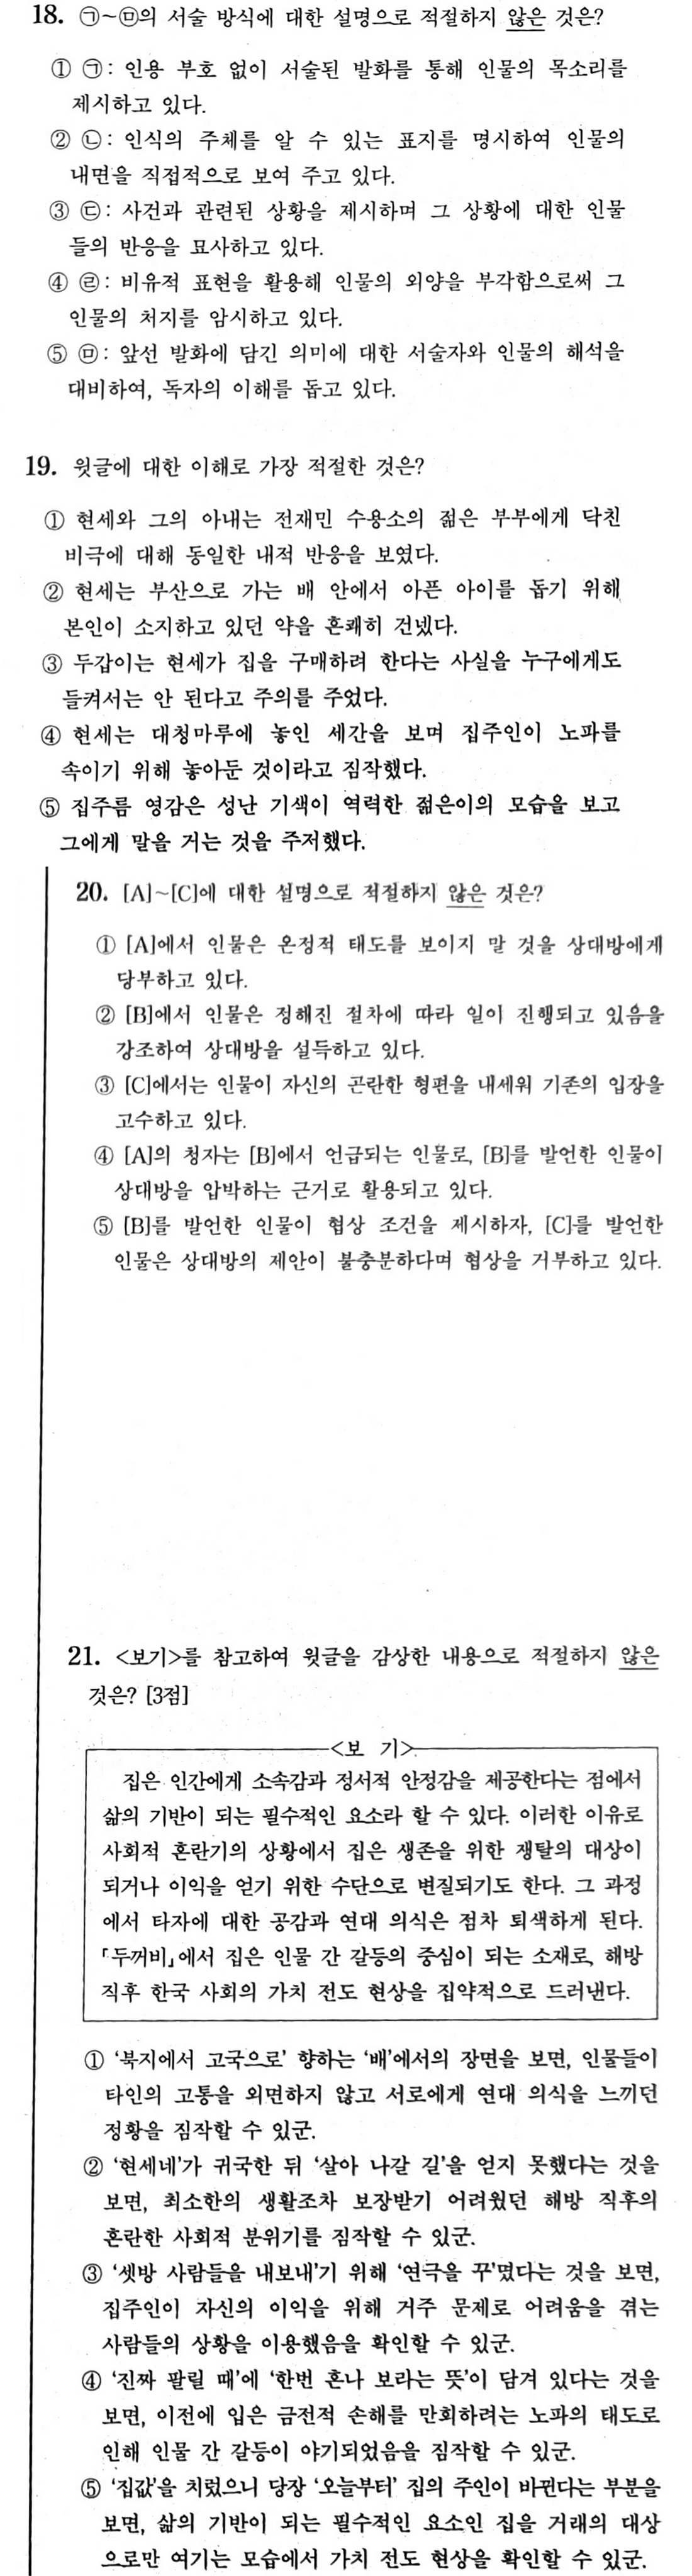 18. ㉠~㉤의 서술 방식에 대한 설명으로 적절하지 않은 것은?
① ㉠: 인용 부호 없이 서술된 발화를 통해 인물의 목소리를
제시하고 있다.
② ㉡: 인식의 주체를 알 수 있는 표지를 명시하여 인물의
내면을 직접적으로 보여 주고 있다.
③ ㉢: 사건과 관련된 상황을 제시하며 그 상황에 대한 인물
들의 반응을 묘사하고 있다.
④ ㉣: 비유적 표현을 활용해 인물의 외양을 부각함으로써 그
인물의 처지를 암시하고 있다.
⑤ ㉤: 앞선 발화에 담긴 의미에 대한 서술자와 인물의 해석을
대비하여, 독자의 이해를 돕고 있다.
19. 윗글에 대한 이해로 가장 적절한 것은?
① 현세와 그의 아내는 전재민 수용소의 젊은 부부에게 닥친
비극에 대해 동일한 내적 반응을 보였다.
② 현세는 부산으로 가는 배 안에서 아픈 아이를 돕기 위해
본인이 소지하고 있던 약을 흔쾌히 건넸다.
③ 두갑이는 현세가 집을 구매하려 한다는 사실을 누구에게도
들켜서는 안 된다고 주의를 주었다.
④ 현세는 대청마루에 놓인 세간을 보며 집주인이 노파를
속이기 위해 놓아둔 것이라고 짐작했다.
⑤ 집주름 영감은 성난 기색이 역력한 젊은이의 모습을 보고
그에게 말을 거는 것을 주저했다.
20. [A]~[C]에 대한 설명으로 적절하지 않은 것은?
① [A]에서 인물은 온정적 태도를 보이지 말 것을 상대방에게
당부하고 있다.
② [B]에서 인물은 정해진 절차에 따라 일이 진행되고 있음을
강조하여 상대방을 설득하고 있다.
③ [C]에서는 인물이 자신의 곤란한 형편을 내세워 기존의 입장을
고수하고 있다.
④ [A]의 청자는 [B]에서 언급되는 인물로, [B]를 발언한 인물이
상대방을 압박하는 근거로 활용되고 있다.
⑤ [B]를 발언한 인물이 협상 조건을 제시하자, [C]를 발언한
인물은 상대방의 제안이 불충분하다며 협상을 거부하고 있다.
21. <보기>를 참고하여 윗글을 감상한 내용으로 적절하지 않은
것은? [3점]
<보 기>
집은 인간에게 소속감과 정서적 안정감을 제공한다는 점에서
삶의 기반이 되는 필수적인 요소라 할 수 있다. 이러한 이유로
사회적 혼란기의 상황에서 집은 생존을 위한 쟁탈의 대상이
되거나 이익을 얻기 위한 수단으로 변질되기도 한다. 그 과정
에서 타자에 대한 공감과 연대 의식은 점차 퇴색하게 된다.
「두꺼비」에서 집은 인물 간 갈등의 중심이 되는 소재로, 해방
직후 한국 사회의 가치 전도 현상을 집약적으로 드러낸다.
① ‘북지에서 고국으로’ 향하는 ‘배’에서의 장면을 보면, 인물들이
타인의 고통을 외면하지 않고 서로에게 연대 의식을 느끼던
정황을 짐작할 수 있군.
② ‘현세네’가 귀국한 뒤 ‘살아 나갈 길’을 얻지 못했다는 것을
보면, 최소한의 생활조차 보장받기 어려웠던 해방 직후의
혼란한 사회적 분위기를 짐작할 수 있군.
③ ‘셋방 사람들을 내보내’기 위해 ‘연극을 꾸’몄다는 것을 보면,
집주인이 자신의 이익을 위해 거주 문제로 어려움을 겪는
사람들의 상황을 이용했음을 확인할 수 있군.
④ ‘진짜 팔릴 때’에 ‘한번 혼나 보라는 뜻’이 담겨 있다는 것을
보면, 이전에 입은 금전적 손해를 만회하려는 노파의 태도로
인해 인물 간 갈등이 야기되었음을 짐작할 수 있군.
⑤ ‘집값’을 치렀으니 당장 ‘오늘부터’ 집의 주인이 바뀐다는 부분을
보면, 삶의 기반이 되는 필수적인 요소인 집을 거래의 대상
으로만 여기는 모습에서 가치 전도 현상을 확인할 수 있군.